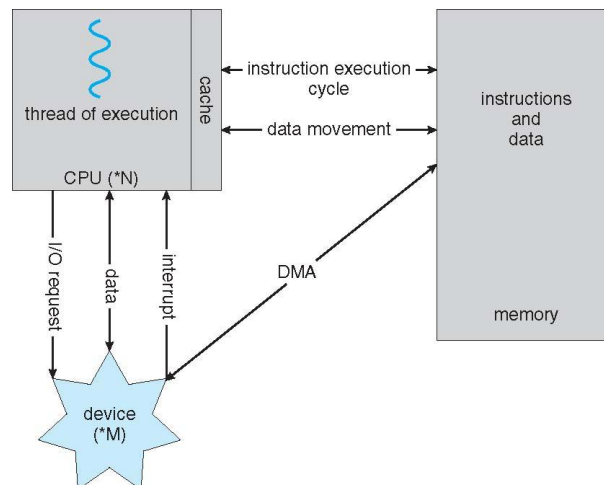 thread of execution
cache
CPU (*N)
instruction execution
cycle
data movement
instructions
and
data
memory
I/O request
data
interrupt
DMA
device
(*M)